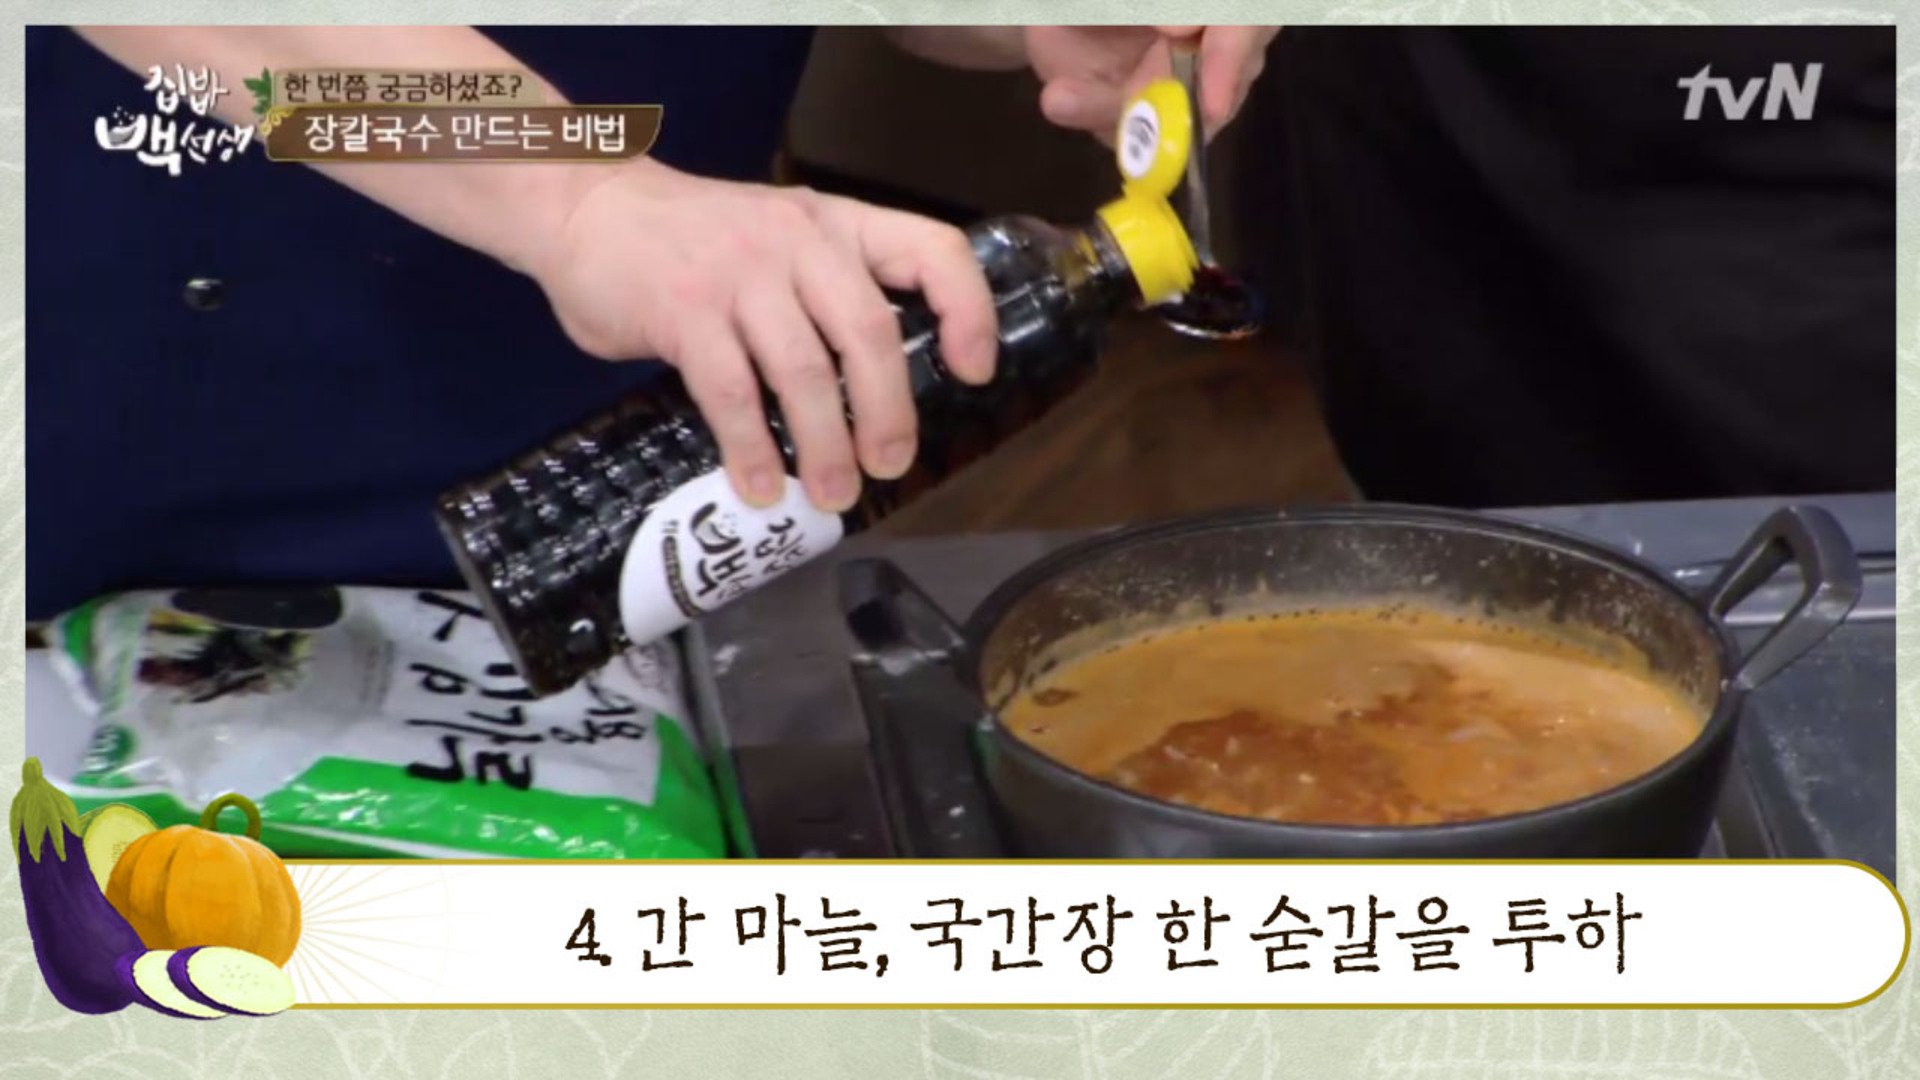 집밥
백선생
한 번쯤 궁금하셨죠?
장칼국수 만드는 비법
tvN
백
4. 간 마늘, 국간장 한 숟갈을 투하